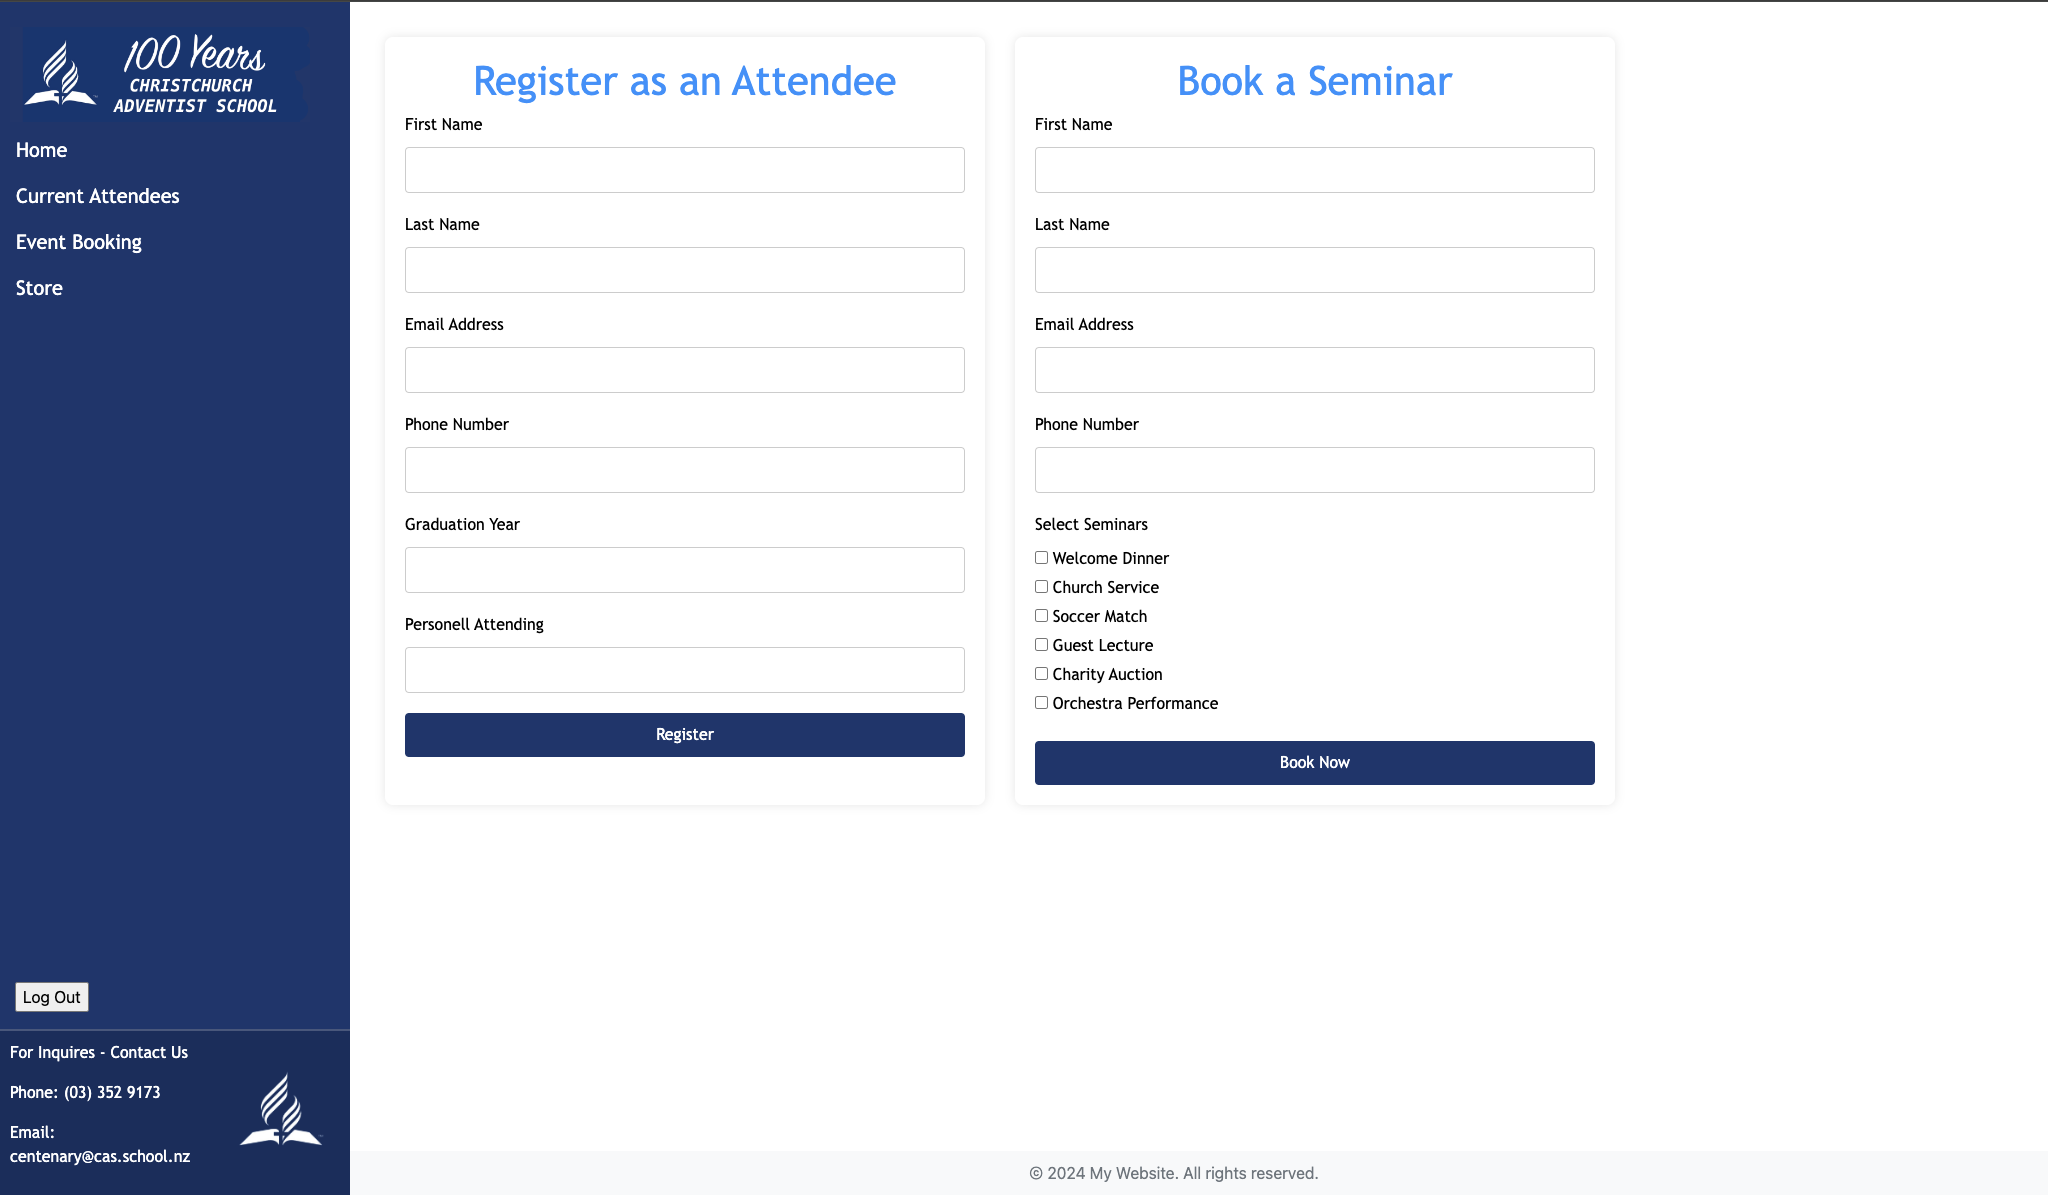 100 Years
CHRISTCHURCH
ADVENTIST SCHOOL
Home
Current Attendees
Event Booking
Store
Log Out
For Inquires - Contact Us
Phone: (03) 352 9173
Email:
centenary@cas.school.nz
Register as an Attendee
First Name
Last Name
Email Address
Phone Number
Graduation Year
Personell Attending
Register
Book a Seminar
First Name
Last Name
Email Address
Phone Number
Select Seminars
Welcome Dinner
Church Service
Soccer Match
Guest Lecture
Charity Auction
Orchestra Performance
Book Now
© 2024 My Website. All rights reserved.